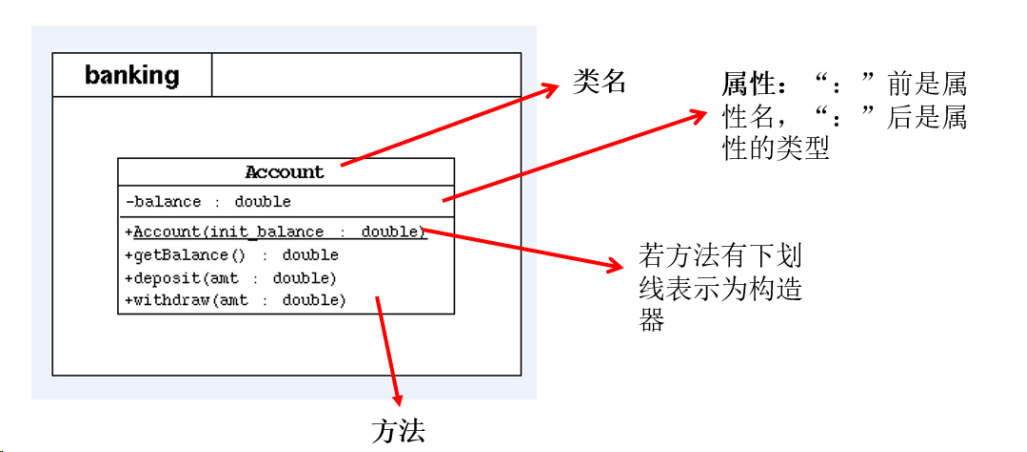 banking
类名
属性：“：”前是属
性名，“：”后是属
性的类型
Account
-balance : double
+Account(init_balance : double)
+getBalance() : double
+deposit(amt : double)
+withdraw(amt : double)
若方法有下划
线表示为构造
器
方法